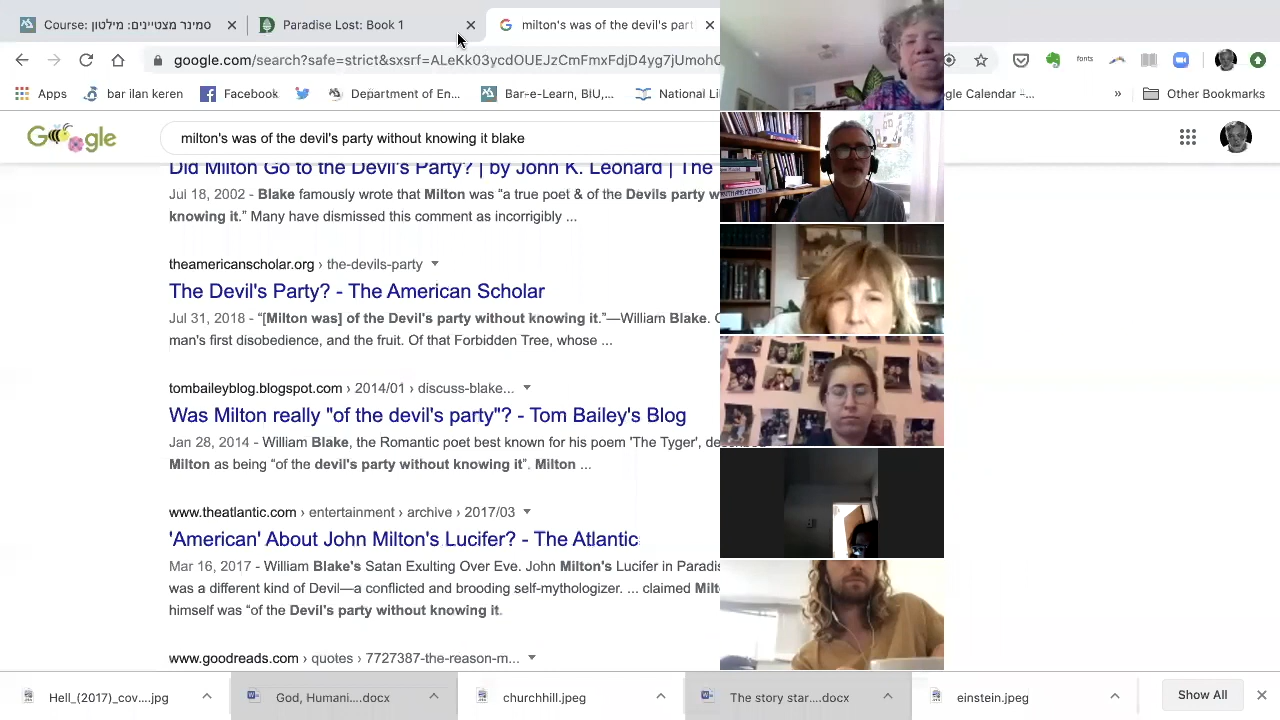 Course: סמינר מצטיינים: מילטון
Paradise Lost: Book 1
milton's was of the devil's part
google.com/search?safe=strict&sxsrf=ALeKk03ycdOUEJzCmFmxFdjD4yg7jUmoh
fonts
Apps
bar ilan keren
Facebook
Department of En...
Bar-e-Learn, BIU,...
National Li
gle Calendar –...
»
Other Bookmarks
Google
milton's was of the devil's party without knowing it blake
Did Milton Go to the Devil's Party? | by John K. Leonard | The
Jul 18, 2002 - Blake famously wrote that Milton was “a true poet & of the Devils party w
knowing it.” Many have dismissed this comment as incorrigibly ...
theamericanscholar.org › the-devils-party
The Devil's Party? - The American Scholar
Jul 31, 2018 - “[Milton was] of the Devil's party without knowing it.”—William Blake.
man's first disobedience, and the fruit. Of that Forbidden Tree, whose ...
tombaileyblog.blogspot.com › 2014/01 › discuss-blake...
Was Milton really "of the devil's party"? - Tom Bailey's Blog
Jan 28, 2014 - William Blake, the Romantic poet best known for his poem 'The Tyger',
Milton as being “of the devil's party without knowing it”. Milton ...
www.theatlantic.com › entertainment › archive › 2017/03
'American' About John Milton's Lucifer? - The Atlantic
Mar 16, 2017 - William Blake's Satan Exulting Over Eve. John Milton's Lucifer in Paradis
was a different kind of Devil—a conflicted and brooding self-mythologizer. ... claimed Milt
himself was “of the Devil's party without knowing it.
www.goodreads.com › quotes › 7727387-the-reason-m...
Hell_(2017)_cov....jpg
God, Humani....docx
churchhill.jpeg
The story star....docx
einstein.jpeg
Show All